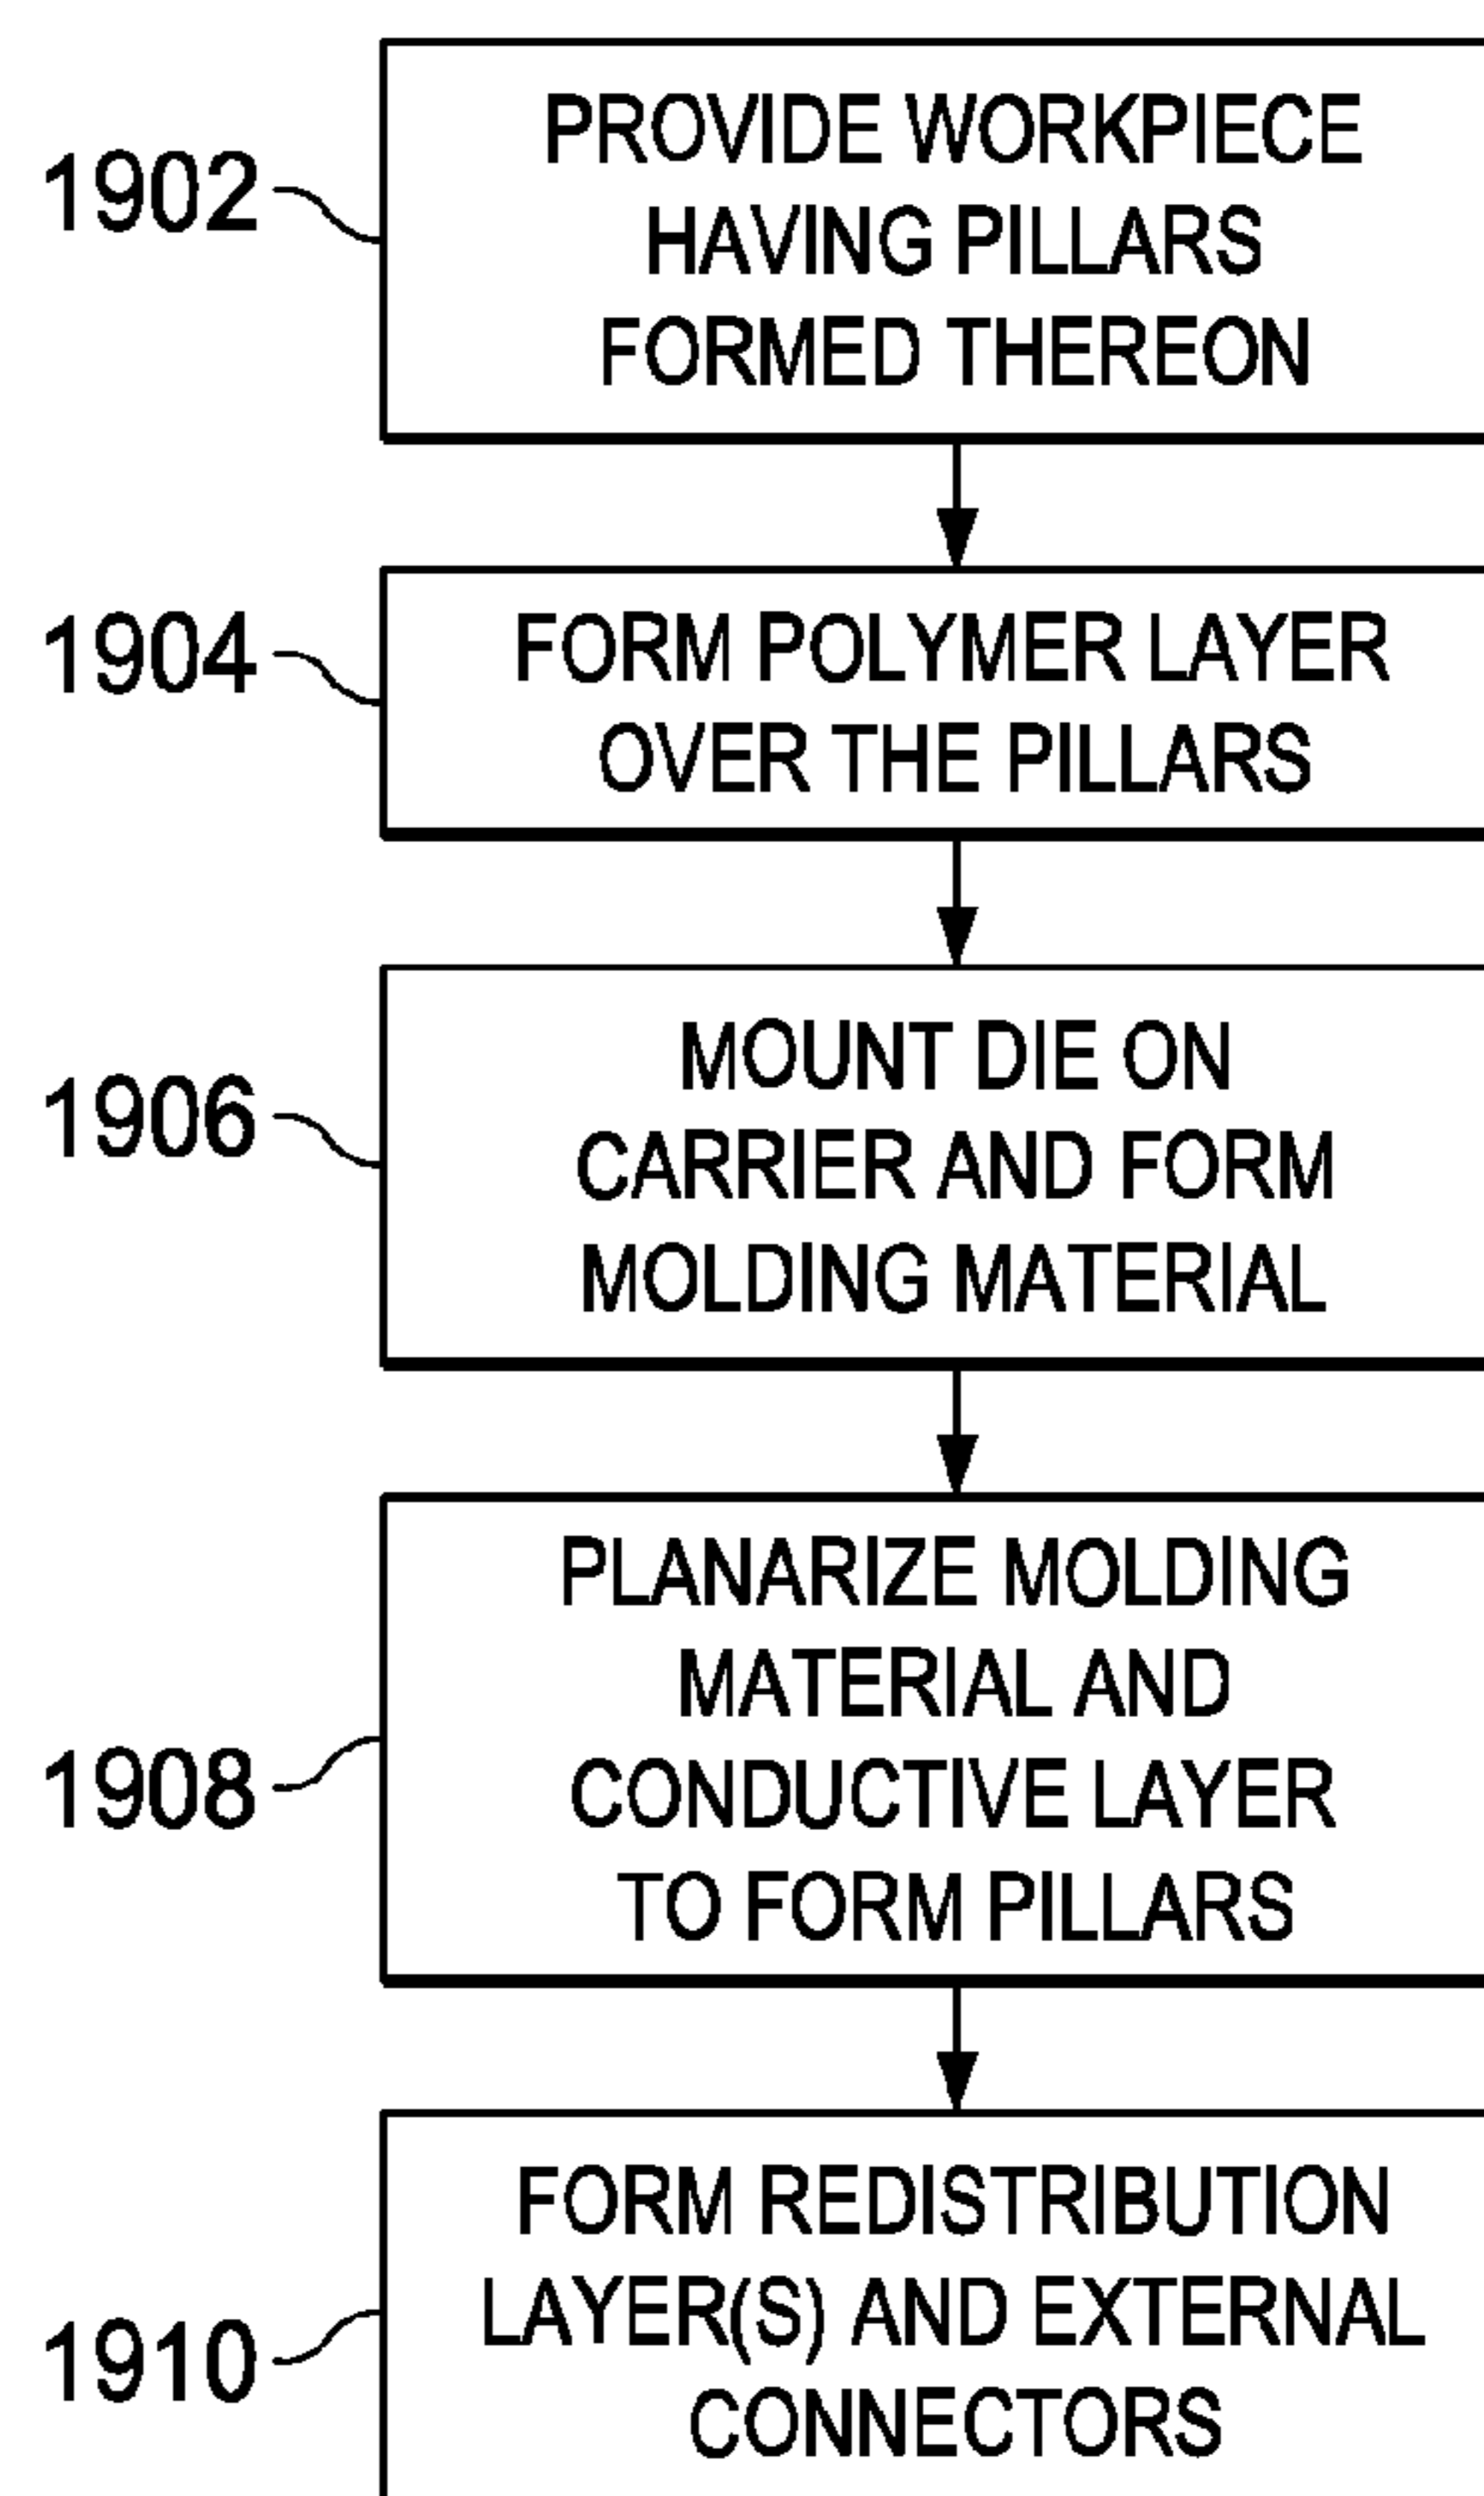 1902
PROVIDE WORKPIECE
HAVING PILLARS
FORMED THEREON
1904
FORM POLYMER LAYER
OVER THE PILLARS
1906
MOUNT DIE ON
CARRIER AND FORM
MOLDING MATERIAL
1908
PLANARIZE MOLDING
MATERIAL AND
CONDUCTIVE LAYER
TO FORM PILLARS
1910
FORM REDISTRIBUTION
LAYER(S) AND EXTERNAL
CONNECTORS